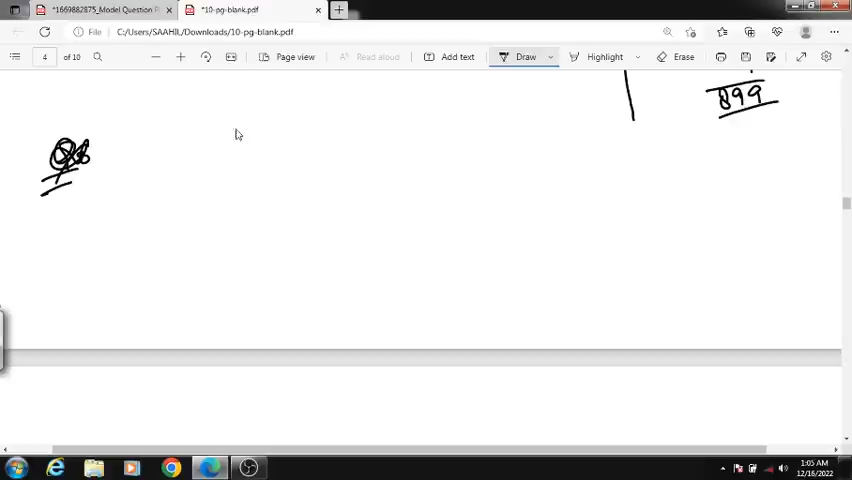 *1669882875_Model Question P
*10-pg-blank.pdf
File
C:/Users/SAAHIL/Downloads/10-pg-blank.pdf
4 of 10
Page view
Read aloud
Add text
Draw
Highlight
Erase
899
1:05 AM
12/16/2022